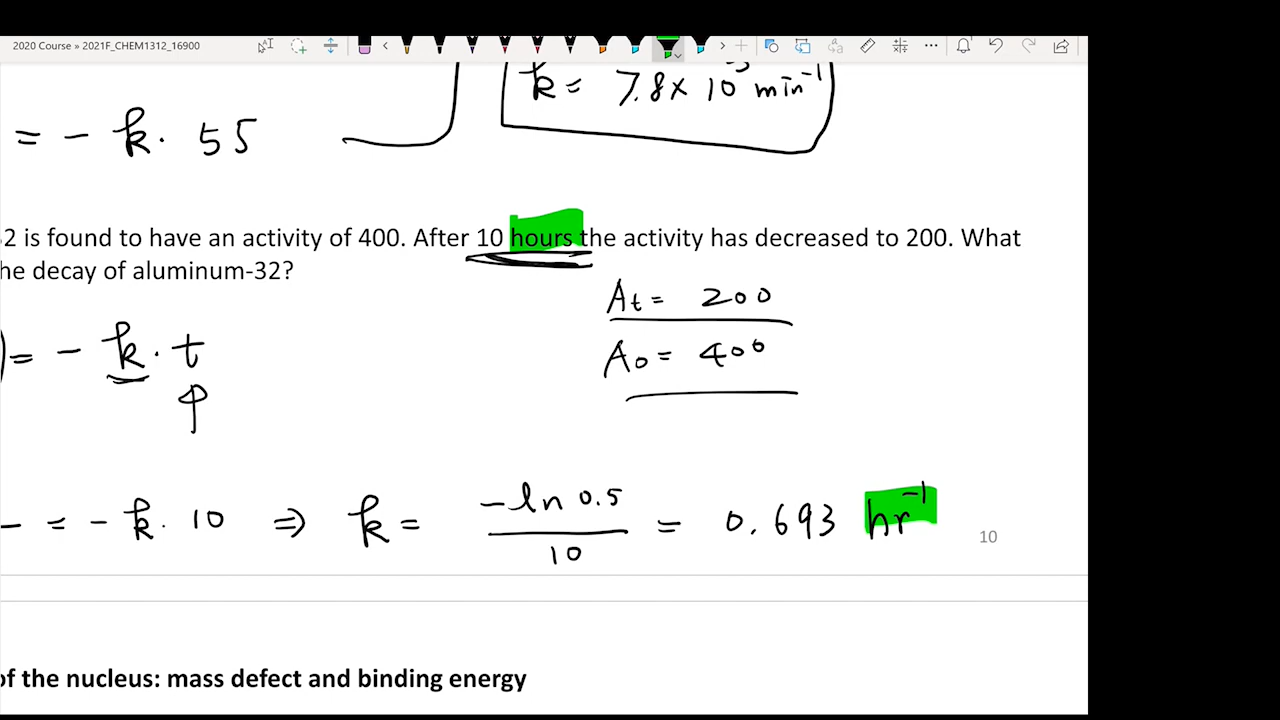 2020 Course » 2021F_CHEM1312_16900
k = 7.8 x 10⁻³ min⁻¹
= - k · 55
2 is found to have an activity of 400. After 10 hours the activity has decreased to 200. What
he decay of aluminum-32?
At = 200
A0 = 400
) = - k · t
— = - k · 10 ⇒ k = -ln 0.5 / 10 = 0.693 hr⁻¹
10
of the nucleus: mass defect and binding energy